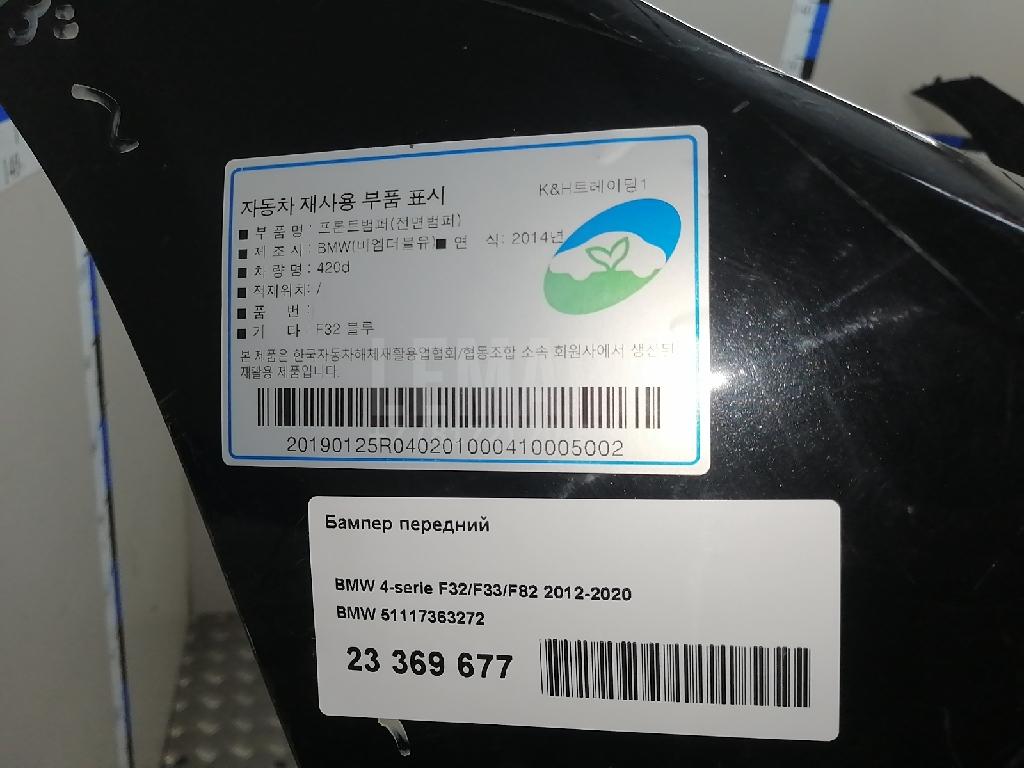 K&H트레이딩1
자동차 재사용 부품 표시
■ 부 품 명 : 프론트범퍼(전면범퍼)
■ 제 조 사 : BMW(비엠더블유) ■ 연 식: 2014년
■ 차 량 명 : 420d
■ 적재위치: /
■ 품 번 :
■ 기 타 : F32 블루
본 제품은 한국자동차해체재활용업협회/협동조합 소속 회원사에서 생산된
재활용 제품입니다.
20190125R040201000410005002
Бампер передний
BMW 4-serie F32/F33/F82 2012-2020
BMW 51117363272
23 369 677